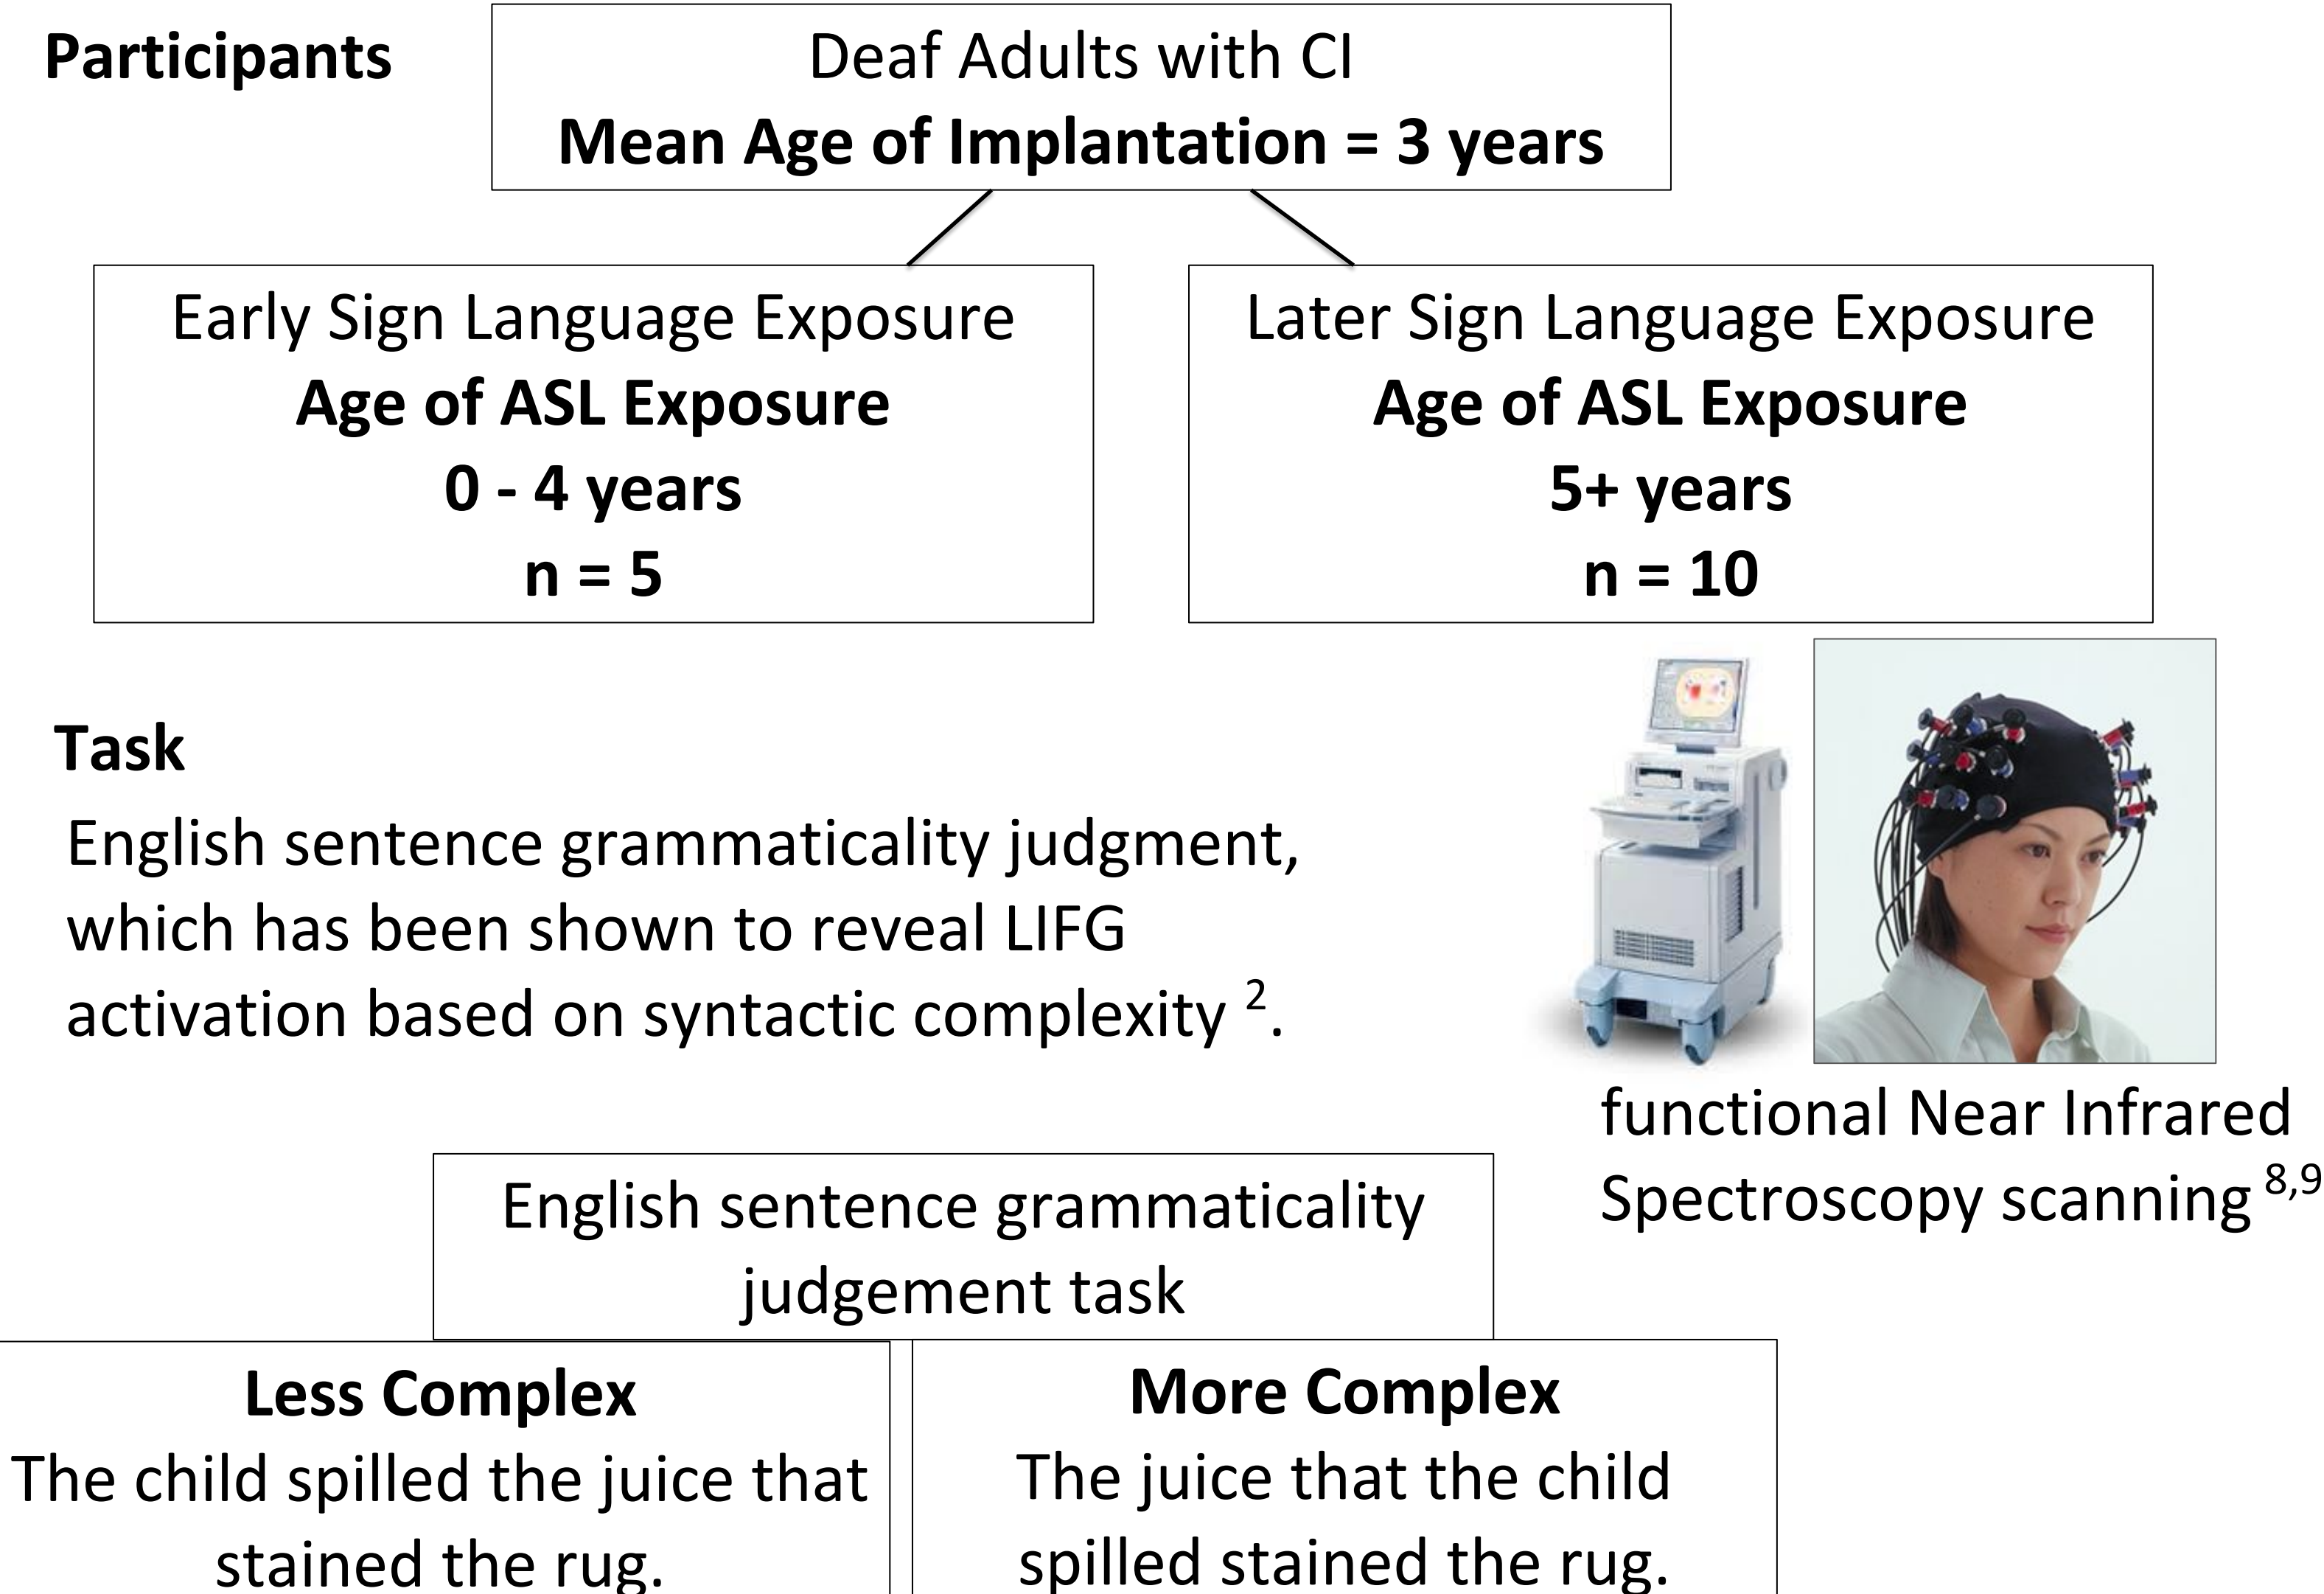 Participants
Deaf Adults with CI
Mean Age of Implantation = 3 years
Early Sign Language Exposure
Age of ASL Exposure
0 - 4 years
n = 5
Later Sign Language Exposure
Age of ASL Exposure
5+ years
n = 10
Task
English sentence grammaticality judgment,
which has been shown to reveal LIFG
activation based on syntactic complexity ².
functional Near Infrared
Spectroscopy scanning ⁸,⁹
English sentence grammaticality
judgement task
Less Complex
The child spilled the juice that
stained the rug.
More Complex
The juice that the child
spilled stained the rug.